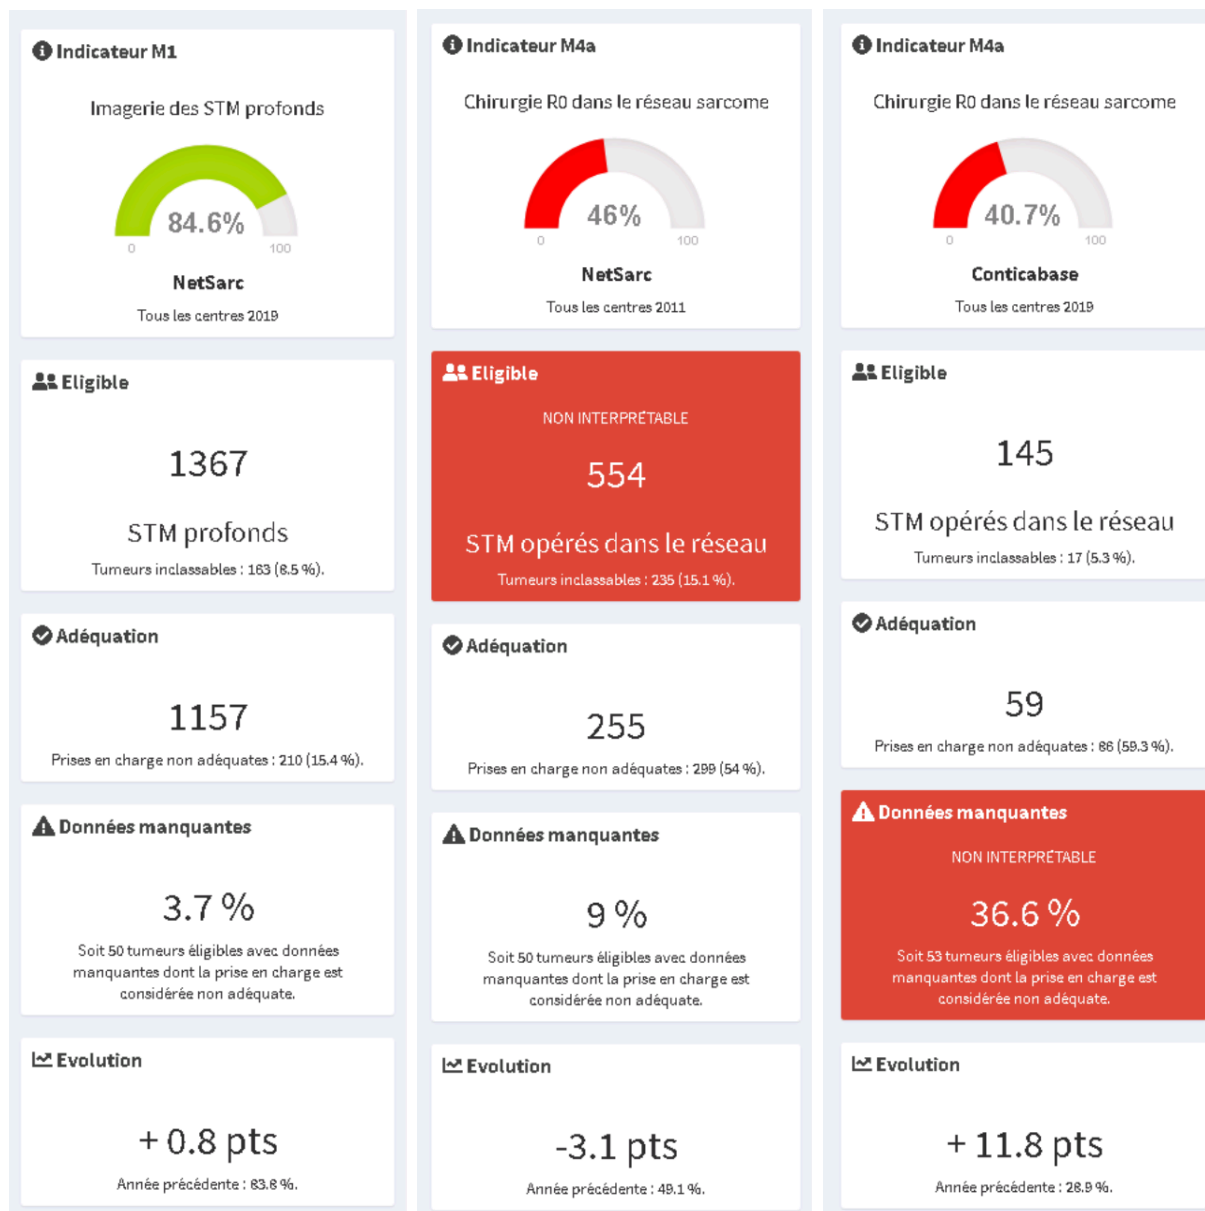 Indicateur M1
Imagerie des STM profonds
84.6%
0
100
NetSarc
Tous les centres 2019
Eligible
1367
STM profonds
Tumeurs inclassables : 163 (8.5 %).
Adéquation
1157
Prises en charge non adéquates : 210 (15.4 %).
Données manquantes
3.7 %
Soit 50 tumeurs éligibles avec données
manquantes dont la prise en charge est
considérée non adéquate.
Evolution
+ 0.8 pts
Année précédente : 83.8 %.
Indicateur M4a
Chirurgie R0 dans le réseau sarcome
46%
0
100
NetSarc
Tous les centres 2011
Eligible
NON INTERPRÉTABLE
554
STM opérés dans le réseau
Tumeurs inclassables : 235 (15.1 %).
Adéquation
255
Prises en charge non adéquates : 299 (54 %).
Données manquantes
9 %
Soit 50 tumeurs éligibles avec données
manquantes dont la prise en charge est
considérée non adéquate.
Evolution
-3.1 pts
Année précédente : 49.1 %.
Indicateur M4a
Chirurgie R0 dans le réseau sarcome
40.7%
0
100
Conticabase
Tous les centres 2019
Eligible
145
STM opérés dans le réseau
Tumeurs inclassables : 17 (5.3 %).
Adéquation
59
Prises en charge non adéquates : 86 (59.3 %).
Données manquantes
NON INTERPRÉTABLE
36.6 %
Soit 53 tumeurs éligibles avec données
manquantes dont la prise en charge est
considérée non adéquate.
Evolution
+ 11.8 pts
Année précédente : 28.9 %.